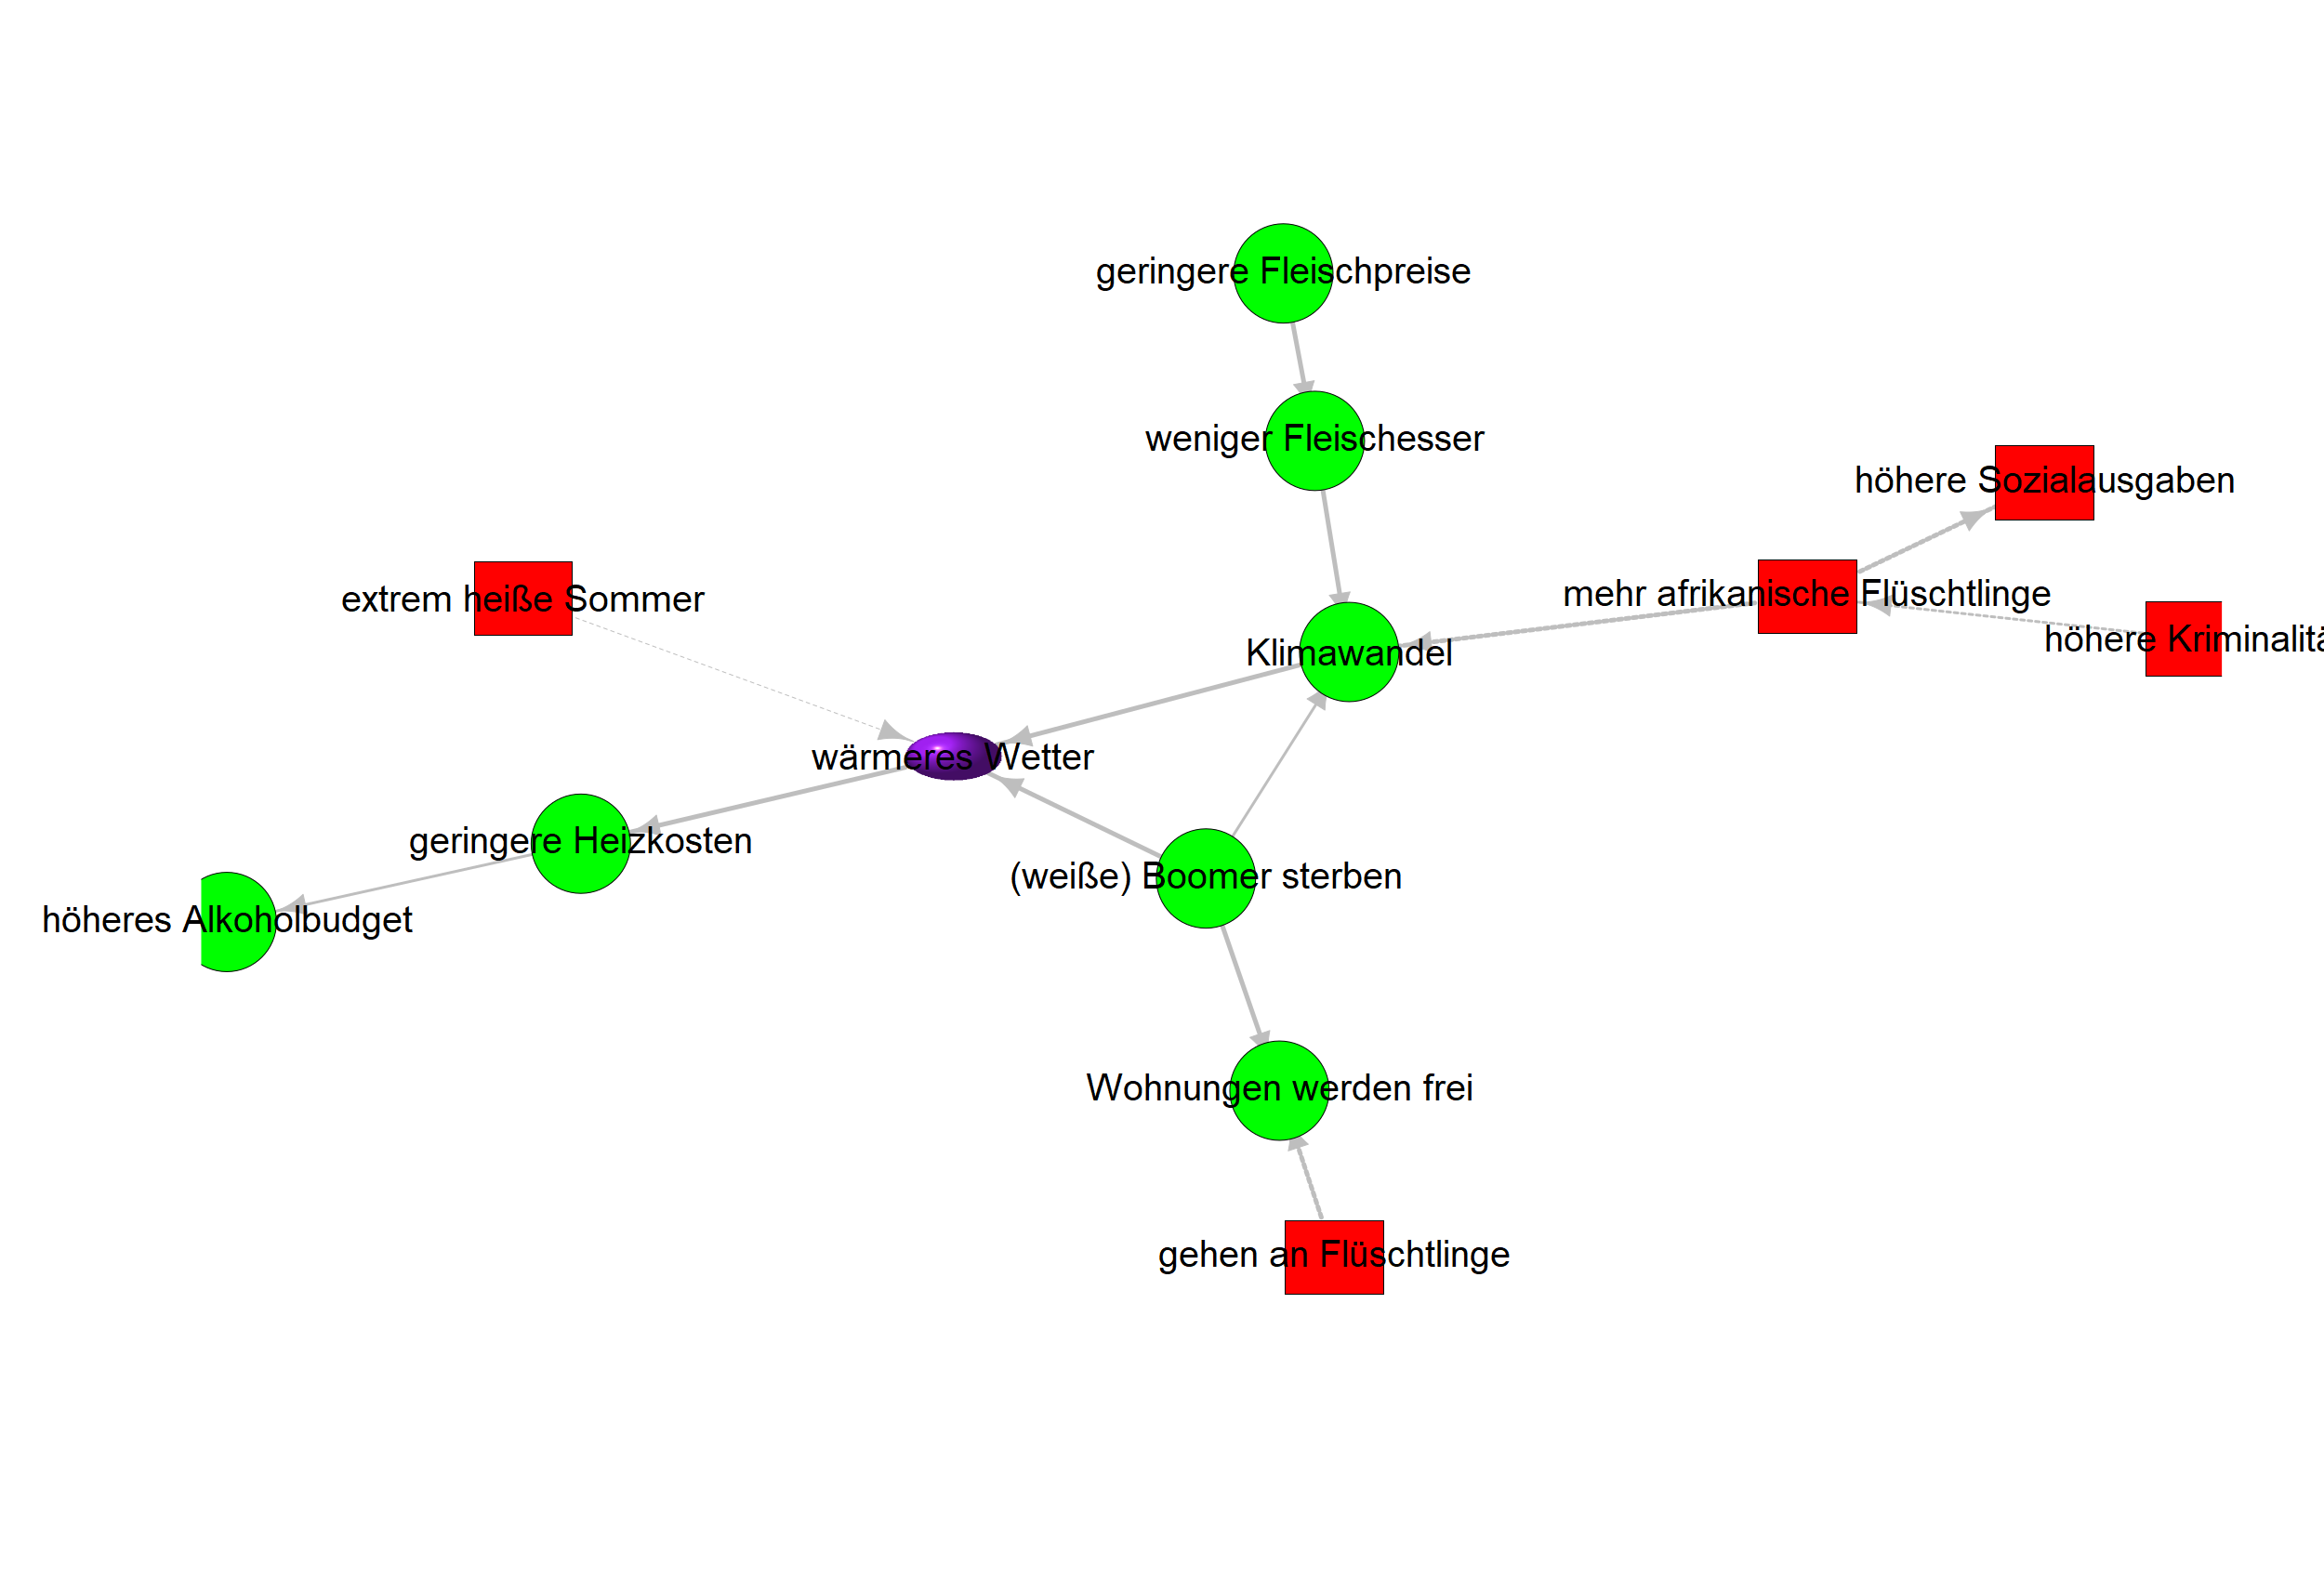 geringere Fleischpreise
weniger Fleischesser
höhere Sozialausgaben
extrem heiße Sommer
mehr afrikanische Flüschtlinge
höhere Kriminalitä
Klimawandel
wärmeres Wetter
geringere Heizkosten
(weiße) Boomer sterben
höheres Alkoholbudget
Wohnungen werden frei
gehen an Flüschtlinge